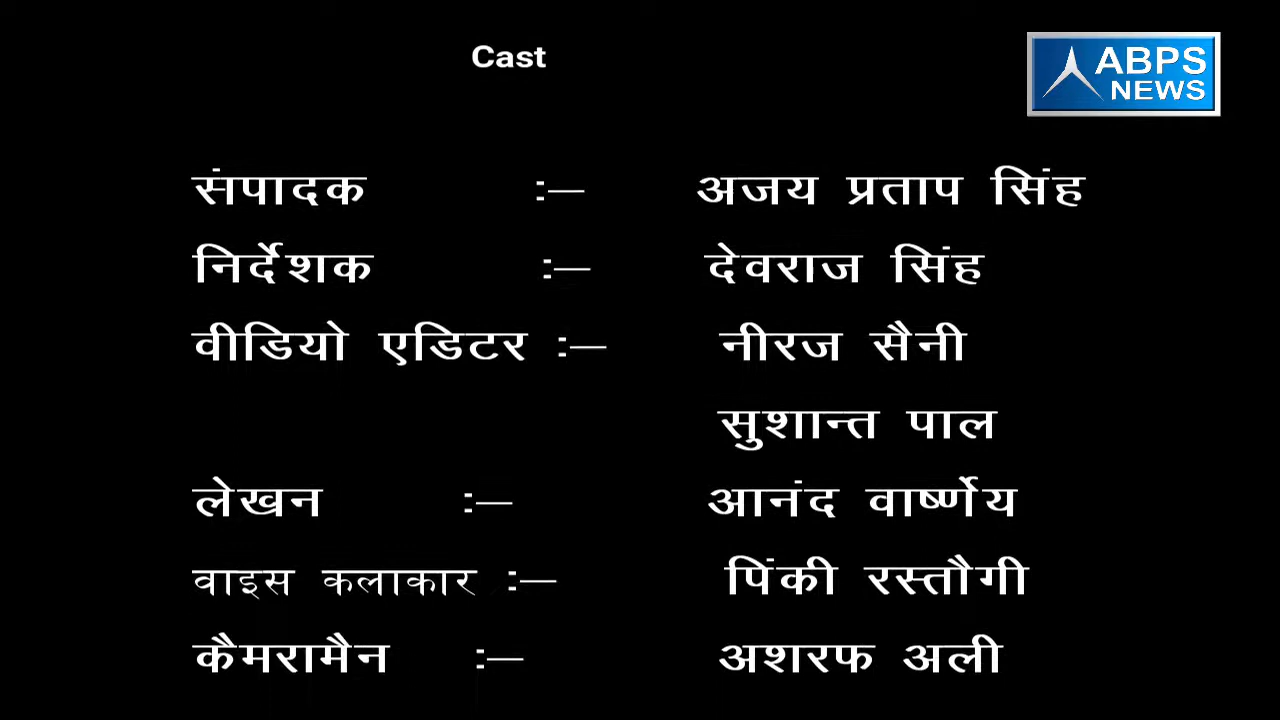 Cast
ABPS
NEWS
संपादक :— अजय प्रताप सिंह
निर्देशक :— देवराज सिंह
वीडियो एडिटर :— नीरज सैनी
सुशान्त पाल
लेखन :— आनंद वार्ष्णेय
वाइस कलाकार :— पिंकी रस्तौगी
कैमरामैन :— अशरफ अली